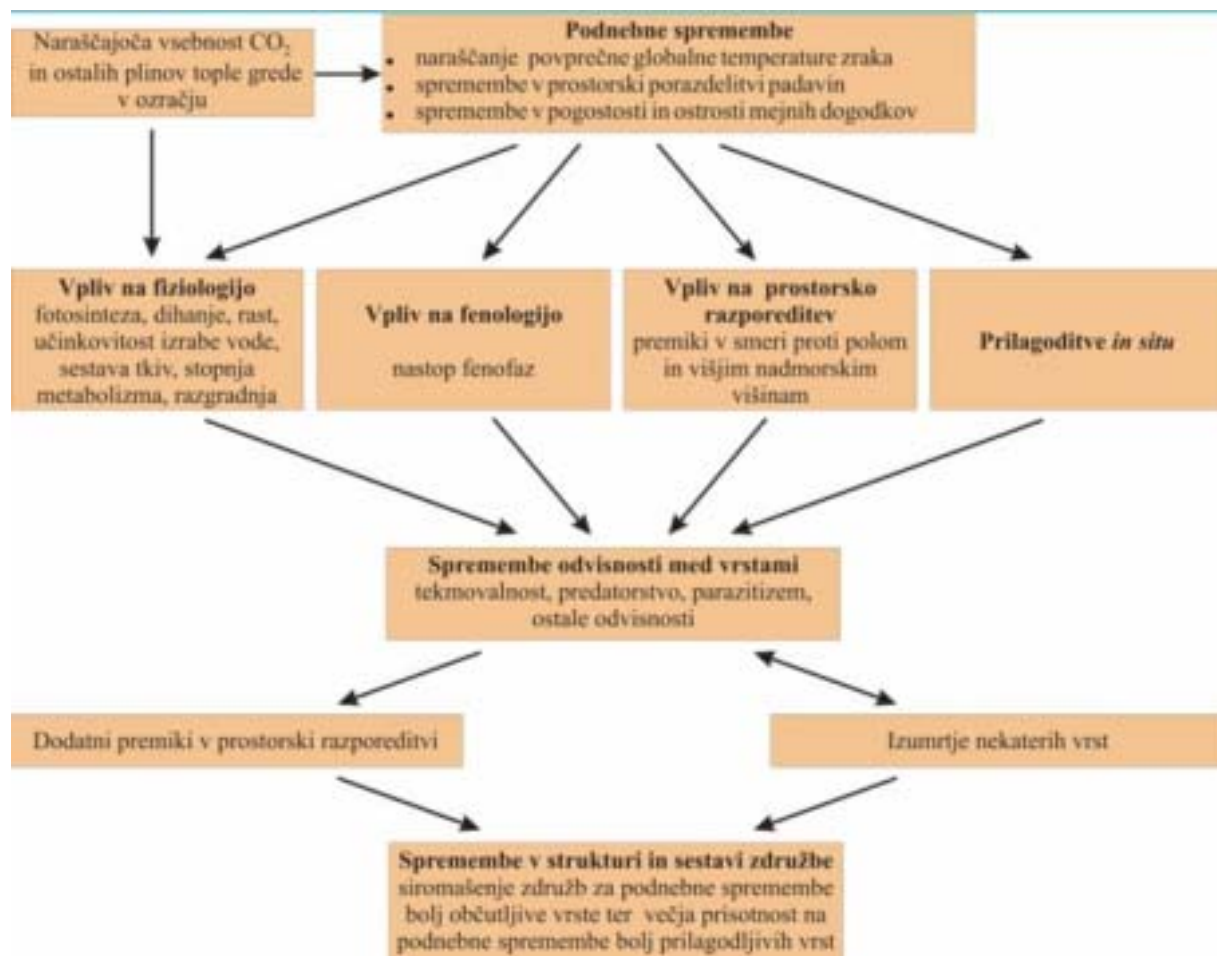 Naraščajoča vsebnost CO₂
in ostalih plinov tople grede
v ozračju
Podnebne spremembe
• naraščanje povprečne globalne temperature zraka
• spremembe v prostorski porazdelitvi padavin
• spremembe v pogostosti in ostrosti mejnih dogodkov
Vpliv na fiziologijo
fotosinteza, dihanje, rast,
učinkovitost izrabe vode,
sestava tkiv, stopnja
metabolizma, razgradnja
Vpliv na fenologijo
nastop fenofaz
Vpliv na prostorsko
razporeditev
premiki v smeri proti polom
in višjim nadmorskim
višinam
Prilagoditve in situ
Spremembe odvisnosti med vrstami
tekmovalnost, predatorstvo, parazitizem,
ostale odvisnosti
Dodatni premiki v prostorski razporeditvi
Izumrtje nekaterih vrst
Spremembe v strukturi in sestavi združbe
siromašenje združb za podnebne spremembe
bolj občutljive vrste ter večja prisotnost na
podnebne spremembe bolj prilagodljivih vrst